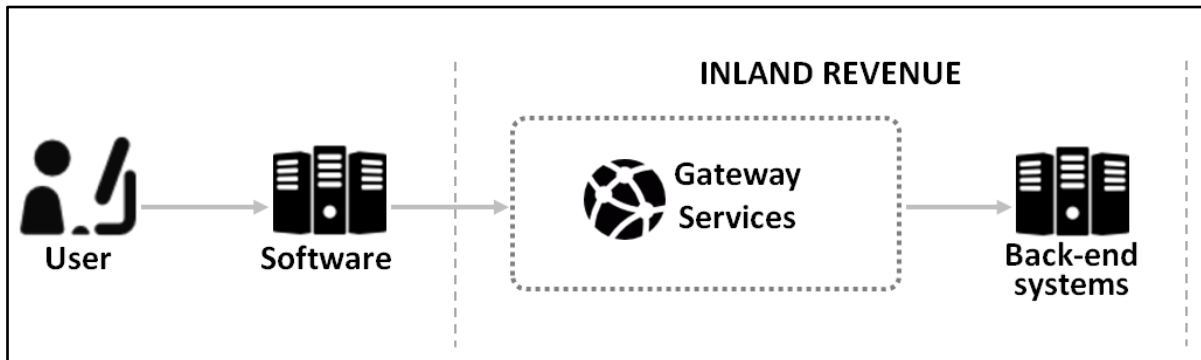 INLAND REVENUE
Gateway
Services
User
Software
Back-end
systems